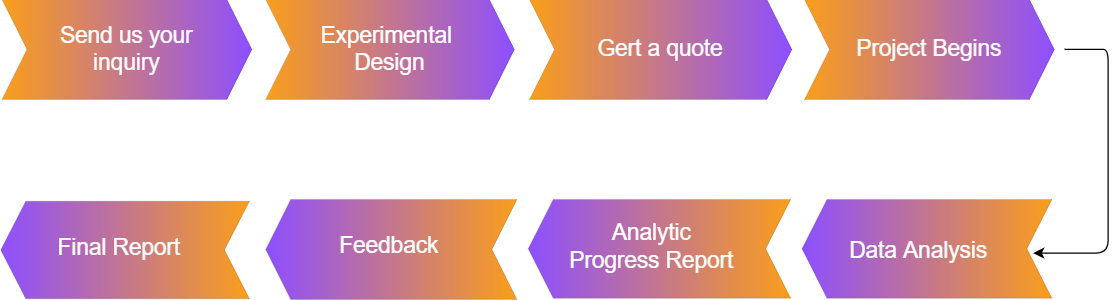 Send us your
inquiry
Experimental
Design
Gert a quote
Project Begins
Data Analysis
Analytic
Progress Report
Feedback
Final Report